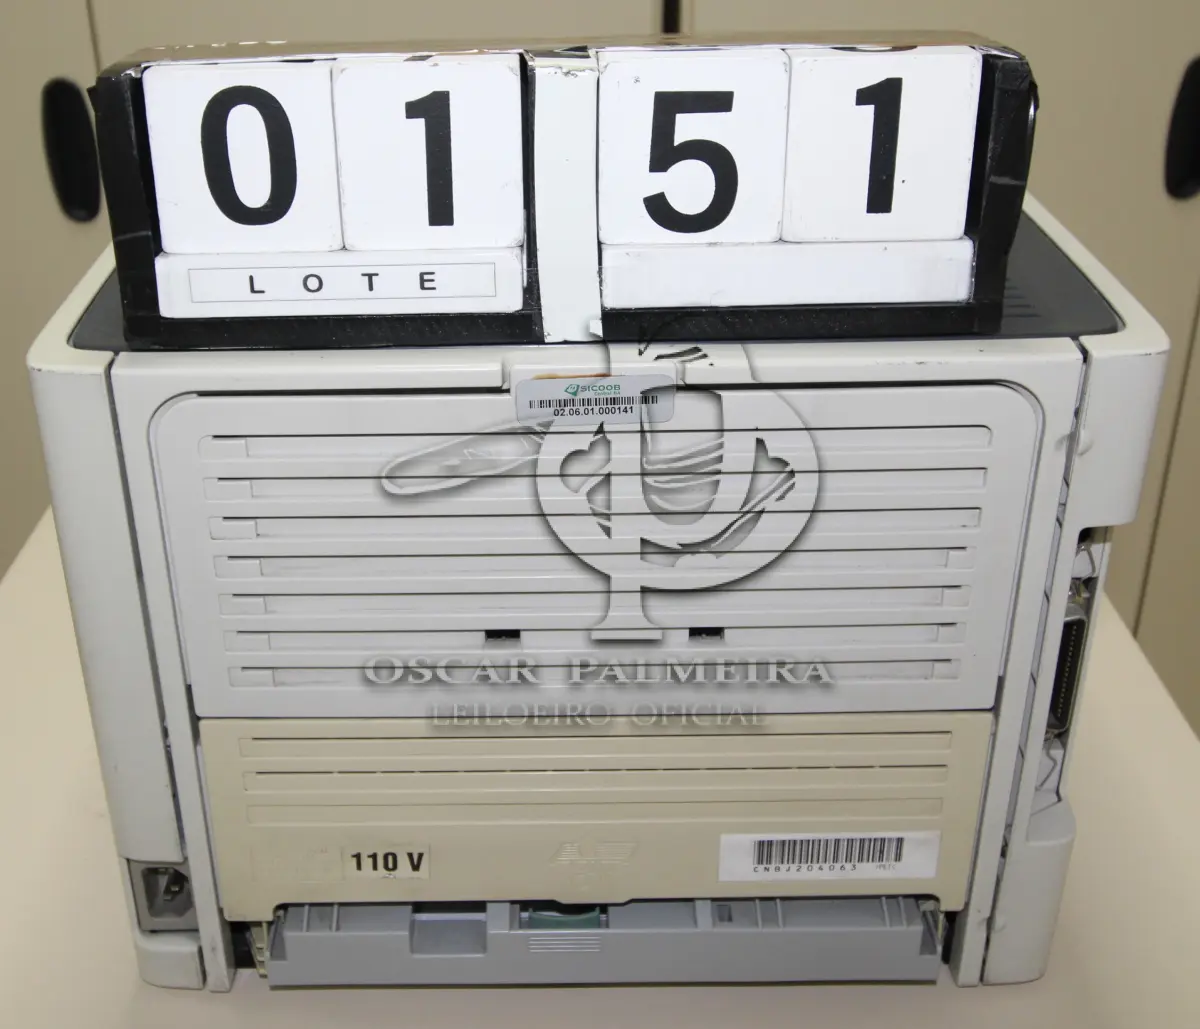 01 51
LOTE
SICOOB
02.06.01.000141
OSCAR PALMEIRA
LEILOEIRO OFICIAL
110 V
CNBJ204063